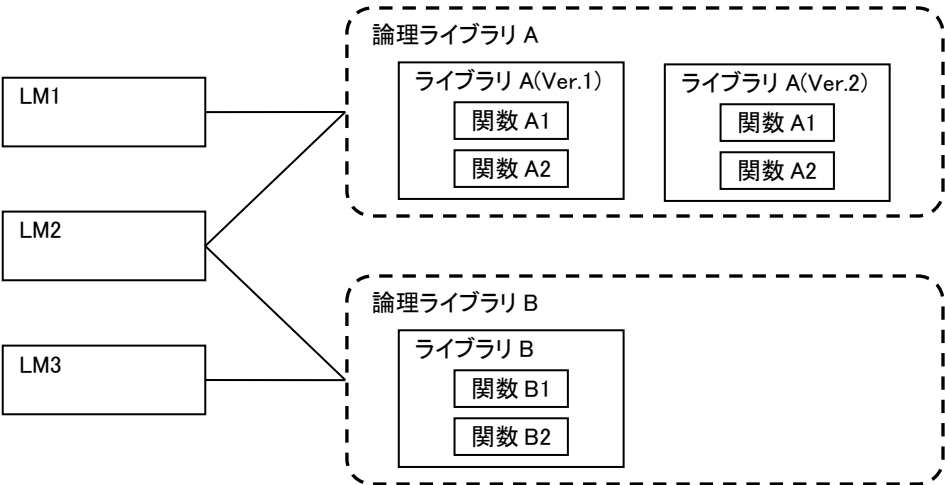 論理ライブラリ A
ライブラリ A(Ver.1)
関数 A1
関数 A2
ライブラリ A(Ver.2)
関数 A1
関数 A2
LM1
LM2
LM3
論理ライブラリ B
ライブラリ B
関数 B1
関数 B2